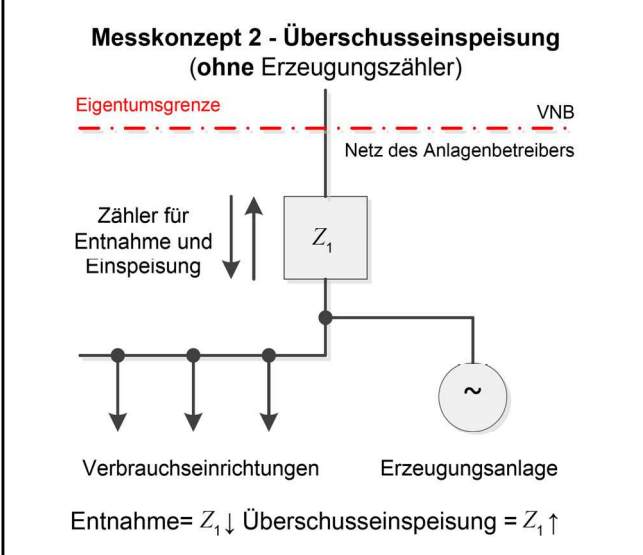 Messkonzept 2 - Überschusseinspeisung
(ohne Erzeugungszähler)
Eigentumsgrenze
VNB
Netz des Anlagenbetreibers
Zähler für
Entnahme und
Einspeisung
Z₁
~
Verbrauchseinrichtungen
Erzeugungsanlage
Entnahme= Z₁↓ Überschusseinspeisung = Z₁↑